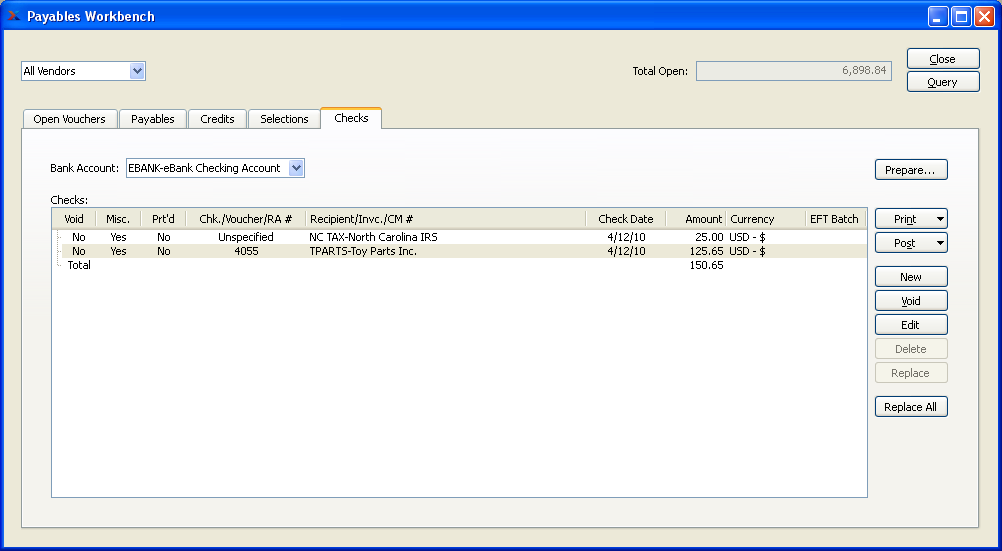 Payables Workbench
All Vendors
Total Open: 6,898.84
Close
Query
Open Vouchers Payables Credits Selections Checks
Bank Account: EBANK-eBank Checking Account
Prepare...
Checks:
Void Misc. Prt'd Chk./Voucher/RA # Recipient/Invc./CM # Check Date Amount Currency EFT Batch
No Yes No Unspecified NC TAX-North Carolina IRS 4/12/10 25.00 USD - $
No Yes No 4055 TPARTS-Toy Parts Inc. 4/12/10 125.65 USD - $
Total 150.65
Print
Post
New
Void
Edit
Delete
Replace
Replace All